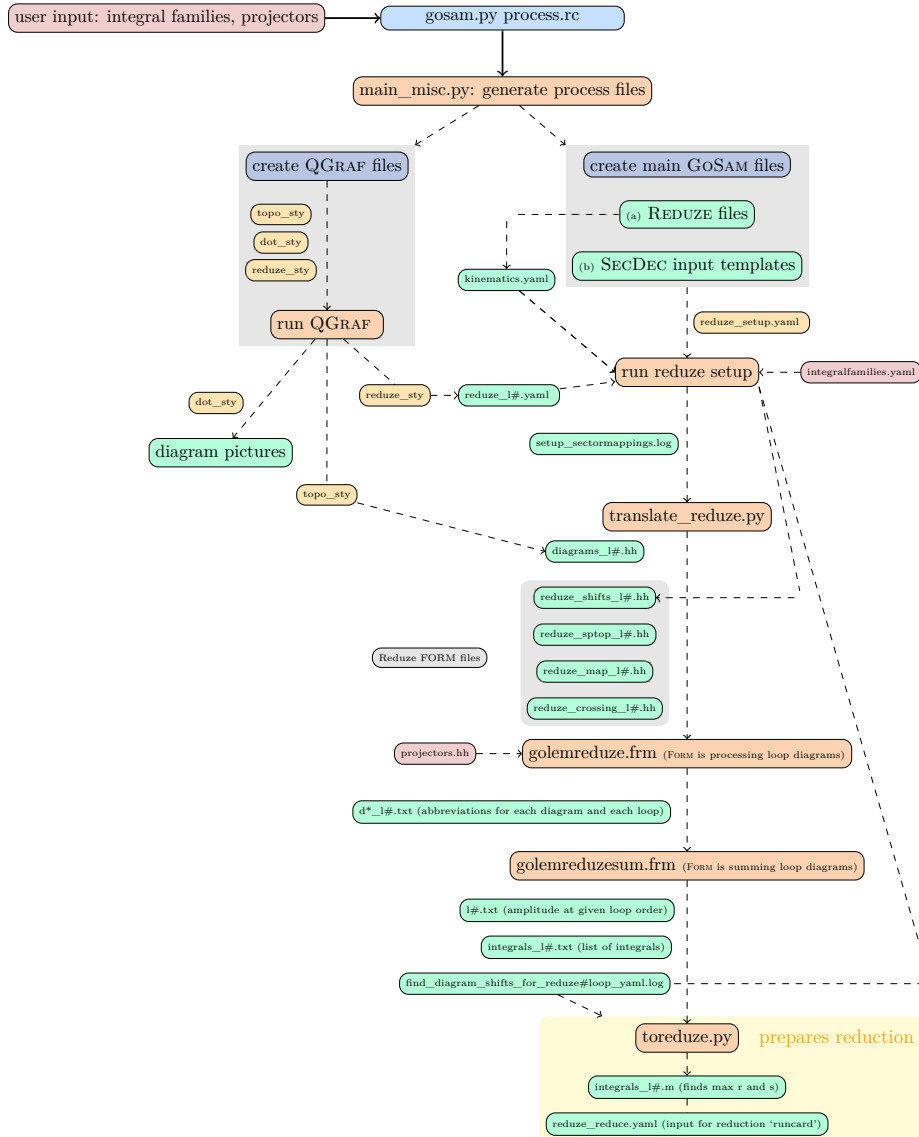 user input: integral families, projectors
gosam.py process.rc
main_misc.py: generate process files
create QGRAF files
create main GOSAM files
topo_sty
(a) REDUZE files
dot_sty
reduze_sty
(b) SECDEC input templates
kinematics.yaml
run QGRAF
reduze_setup.yaml
run reduze setup
integralfamilies.yaml
reduze_sty
reduze_l#.yaml
dot_sty
setup_sectormappings.log
diagram pictures
topo_sty
translate_reduze.py
diagrams_l#.hh
reduze_shifts_l#.hh
reduze_sptop_l#.hh
Reduze FORM files
reduze_map_l#.hh
reduze_crossing_l#.hh
projectors.hh
golemreduze.frm (FORM is processing loop diagrams)
d*_l#.txt (abbreviations for each diagram and each loop)
golemreduzesum.frm (FORM is summing loop diagrams)
l#.txt (amplitude at given loop order)
integrals_l#.txt (list of integrals)
find_diagram_shifts_for_reduze#loop_yaml.log
toreduze.py
prepares reduction
integrals_l#.m (finds max r and s)
reduze_reduce.yaml (input for reduction ‘runcard’)